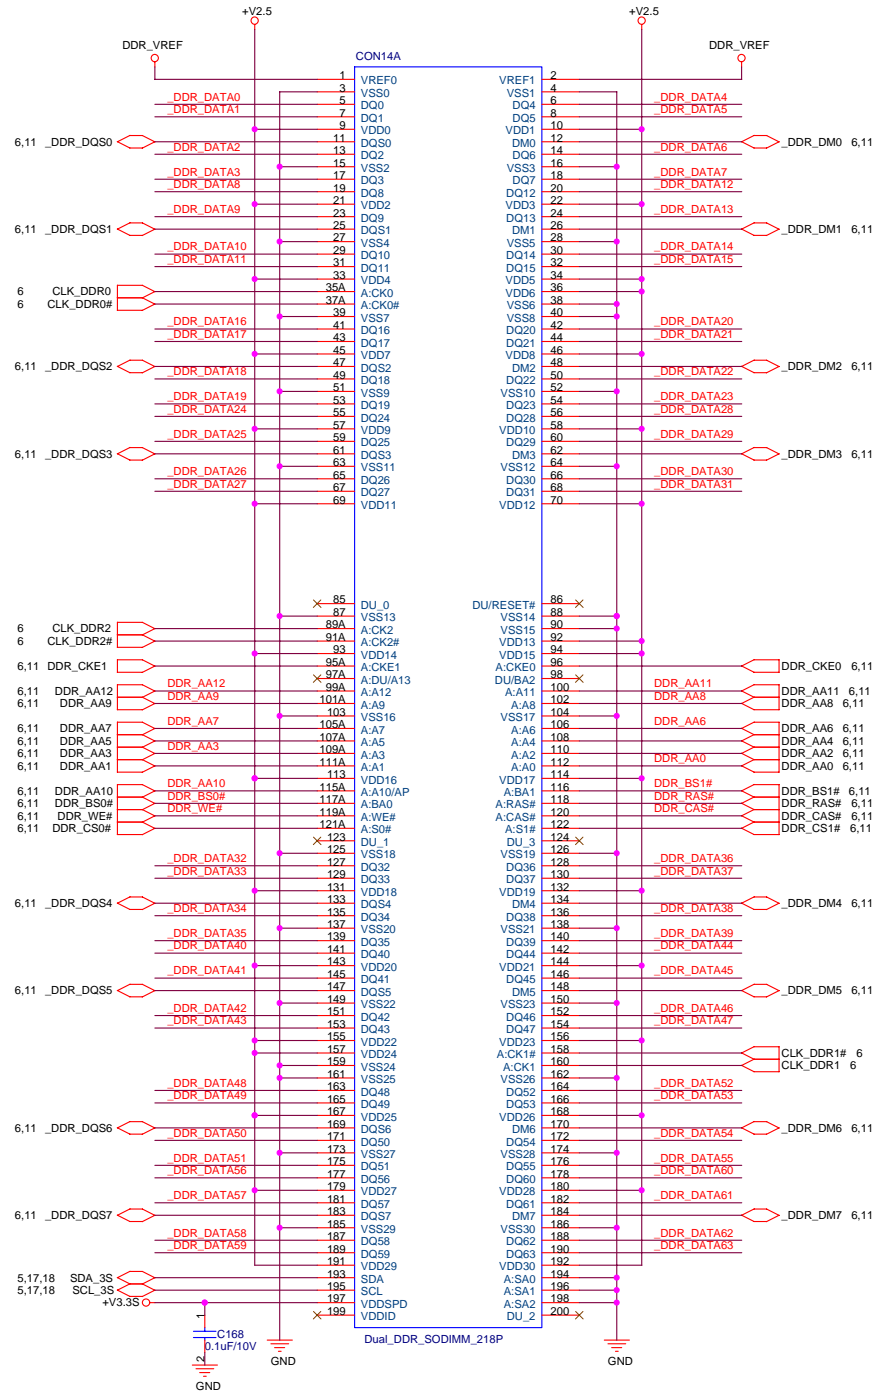 +V2.5 +V2.5
DDR_VREF DDR_VREF
CON14A
1 VREF0 VREF1 2
3 VSS0 VSS1 4
_DDR_DATA0 5 DQ0 DQ4 6 _DDR_DATA4
_DDR_DATA1 7 DQ1 DQ5 8 _DDR_DATA5
9 VDD0 VDD1 10
6,11 _DDR_DQS0 11 DQS0 DM0 12 _DDR_DM0 6,11
_DDR_DATA2 13 DQ2 DQ6 14 _DDR_DATA6
15 VSS2 VSS3 16
_DDR_DATA3 17 DQ3 DQ7 18 _DDR_DATA7
_DDR_DATA8 19 DQ8 DQ12 20 _DDR_DATA12
21 VDD2 VDD3 22
_DDR_DATA9 23 DQ9 DQ13 24 _DDR_DATA13
6,11 _DDR_DQS1 25 DQS1 DM1 26 _DDR_DM1 6,11
27 VSS4 VSS5 28
_DDR_DATA10 29 DQ10 DQ14 30 _DDR_DATA14
_DDR_DATA11 31 DQ11 DQ15 32 _DDR_DATA15
33 VDD4 VDD5 34
6 CLK_DDR0 35A A:CK0 VDD6 36
6 CLK_DDR0# 37A A:CK0# VSS6 38
39 VSS7 VSS8 40
_DDR_DATA16 41 DQ16 DQ20 42 _DDR_DATA20
_DDR_DATA17 43 DQ17 DQ21 44 _DDR_DATA21
45 VDD7 VDD8 46
6,11 _DDR_DQS2 47 DQS2 DM2 48 _DDR_DM2 6,11
_DDR_DATA18 49 DQ18 DQ22 50 _DDR_DATA22
51 VSS9 VSS10 52
_DDR_DATA19 53 DQ19 DQ23 54 _DDR_DATA23
_DDR_DATA24 55 DQ24 DQ28 56 _DDR_DATA28
57 VDD9 VDD10 58
_DDR_DATA25 59 DQ25 DQ29 60 _DDR_DATA29
6,11 _DDR_DQS3 61 DQS3 DM3 62 _DDR_DM3 6,11
63 VSS11 VSS12 64
_DDR_DATA26 65 DQ26 DQ30 66 _DDR_DATA30
_DDR_DATA27 67 DQ27 DQ31 68 _DDR_DATA31
69 VDD11 VDD12 70
85 DU_0 DU/RESET# 86
87 VSS13 VSS14 88
6 CLK_DDR2 89A A:CK2 VSS15 90
6 CLK_DDR2# 91A A:CK2# VDD13 92
93 VDD14 VDD15 94
6,11 DDR_CKE1 95A A:CKE1 A:CKE0 96 DDR_CKE0 6,11
97A A:DU/A13 DU/BA2 98
6,11 DDR_AA12 DDR_AA12 99A A:A12 A:A11 100 DDR_AA11 DDR_AA11 6,11
6,11 DDR_AA9 DDR_AA9 101A A:A9 A:A8 102 DDR_AA8 DDR_AA8 6,11
103 VSS16 VSS17 104
6,11 DDR_AA7 DDR_AA7 105A A:A7 A:A6 106 DDR_AA6 DDR_AA6 6,11
6,11 DDR_AA5 107A A:A5 A:A4 108 DDR_AA4 6,11
6,11 DDR_AA3 DDR_AA3 109A A:A3 A:A2 110 DDR_AA2 6,11
6,11 DDR_AA1 111A A:A1 A:A0 112 DDR_AA0 DDR_AA0 6,11
113 VDD16 VDD17 114
6,11 DDR_AA10 DDR_AA10 115A A:A10/AP A:BA1 116 DDR_BS1# DDR_BS1# 6,11
6,11 DDR_BS0# DDR_BS0# 117A A:BA0 A:RAS# 118 DDR_RAS# DDR_RAS# 6,11
6,11 DDR_WE# DDR_WE# 119A A:WE# A:CAS# 120 DDR_CAS# DDR_CAS# 6,11
6,11 DDR_CS0# 121A A:S0# A:S1# 122 DDR_CS1# 6,11
123 DU_1 DU_3 124
125 VSS18 VSS19 126
_DDR_DATA32 127 DQ32 DQ36 128 _DDR_DATA36
_DDR_DATA33 129 DQ33 DQ37 130 _DDR_DATA37
131 VDD18 VDD19 132
6,11 _DDR_DQS4 133 DQS4 DM4 134 _DDR_DM4 6,11
_DDR_DATA34 135 DQ34 DQ38 136 _DDR_DATA38
137 VSS20 VSS21 138
_DDR_DATA35 139 DQ35 DQ39 140 _DDR_DATA39
_DDR_DATA40 141 DQ40 DQ44 142 _DDR_DATA44
143 VDD20 VDD21 144
_DDR_DATA41 145 DQ41 DQ45 146 _DDR_DATA45
6,11 _DDR_DQS5 147 DQS5 DM5 148 _DDR_DM5 6,11
149 VSS22 VSS23 150
_DDR_DATA42 151 DQ42 DQ46 152 _DDR_DATA46
_DDR_DATA43 153 DQ43 DQ47 154 _DDR_DATA47
155 VDD22 VDD23 156
157 VDD24 A:CK1# 158 CLK_DDR1# 6
159 VSS24 A:CK1 160 CLK_DDR1 6
161 VSS25 VSS26 162
_DDR_DATA48 163 DQ48 DQ52 164 _DDR_DATA52
_DDR_DATA49 165 DQ49 DQ53 166 _DDR_DATA53
167 VDD25 VDD26 168
6,11 _DDR_DQS6 169 DQS6 DM6 170 _DDR_DM6 6,11
_DDR_DATA50 171 DQ50 DQ54 172 _DDR_DATA54
173 VSS27 VSS28 174
_DDR_DATA51 175 DQ51 DQ55 176 _DDR_DATA55
_DDR_DATA56 177 DQ56 DQ60 178 _DDR_DATA60
179 VDD27 VDD28 180
_DDR_DATA57 181 DQ57 DQ61 182 _DDR_DATA61
6,11 _DDR_DQS7 183 DQS7 DM7 184 _DDR_DM7 6,11
185 VSS29 VSS30 186
_DDR_DATA58 187 DQ58 DQ62 188 _DDR_DATA62
_DDR_DATA59 189 DQ59 DQ63 190 _DDR_DATA63
191 VDD29 VDD30 192
5,17,18 SDA_3S 193 SDA A:SA0 194
5,17,18 SCL_3S 195 SCL A:SA1 196
+V3.3S 197 VDDSPD A:SA2 198
199 VDDID DU_2 200
1
C168
0.1uF/10V
2
Dual_DDR_SODIMM_218P
GND GND
GND